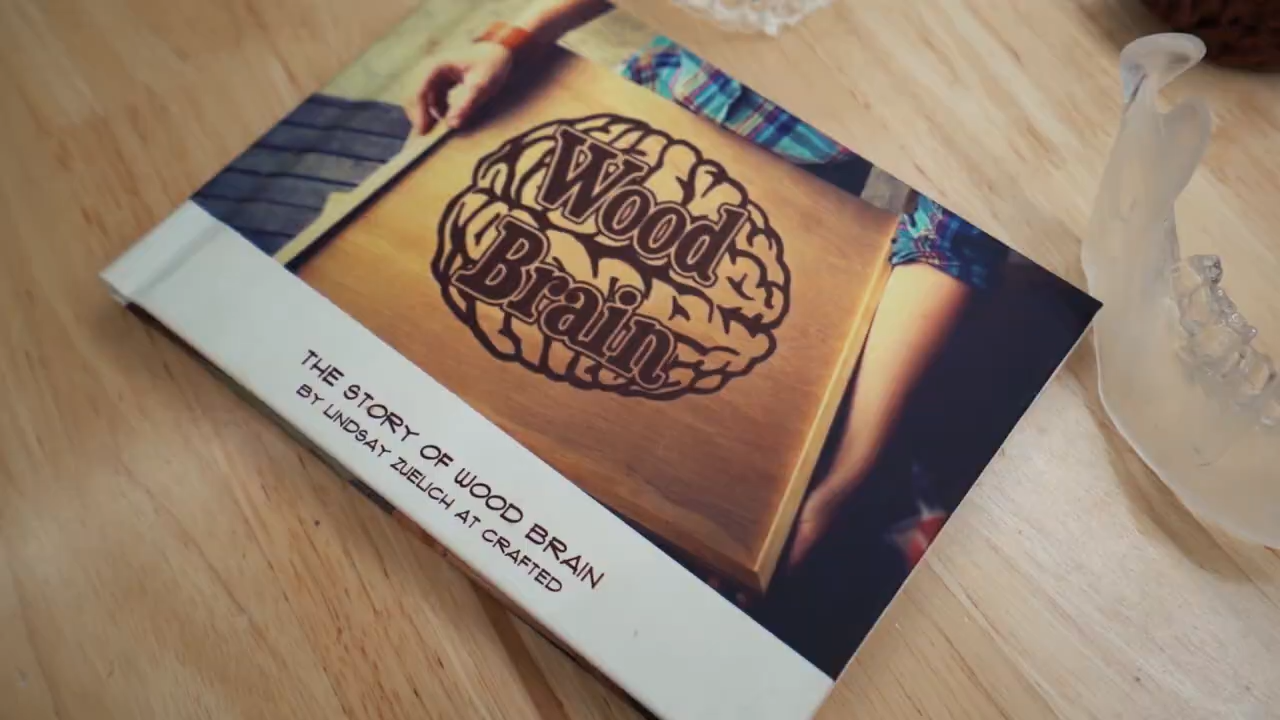 Wood
Brain
THE STORY OF WOOD BRAIN
BY LINDSAY ZUELICH AT CRAFTED